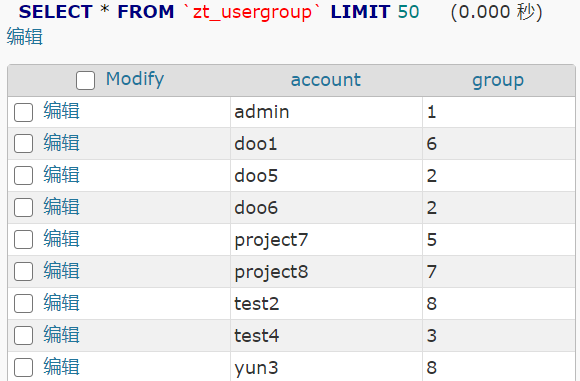 SELECT * FROM `zt_usergroup` LIMIT 50 (0.000 秒)
编辑
Modify account group
编辑 admin 1
编辑 doo1 6
编辑 doo5 2
编辑 doo6 2
编辑 project7 5
编辑 project8 7
编辑 test2 8
编辑 test4 3
编辑 yun3 8